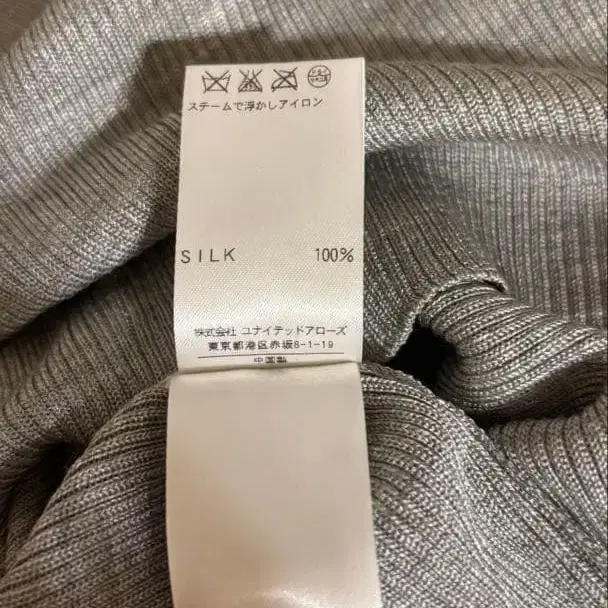 スチームで浮かしアイロン
SILK 100%
株式会社 ユナイテッドアローズ
東京都港区赤坂8-1-19
中国製